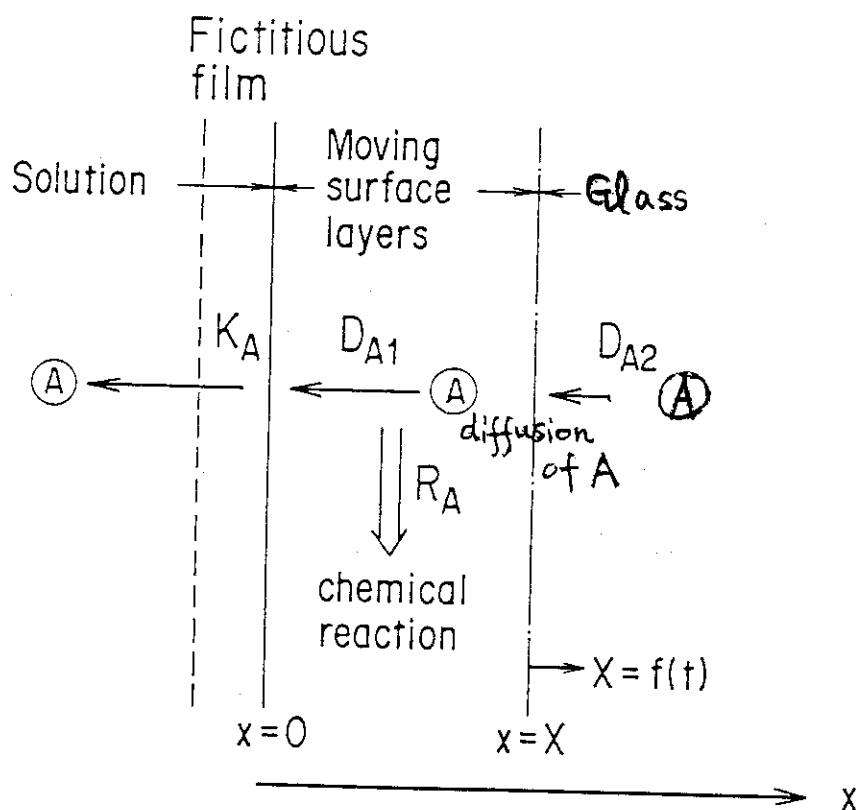 Fictitious
film
Solution
Moving
surface
layers
Glass
K_A
D_A1
D_A2
A
A
A
diffusion
of A
R_A
chemical
reaction
X = f(t)
x = 0
x = X
x